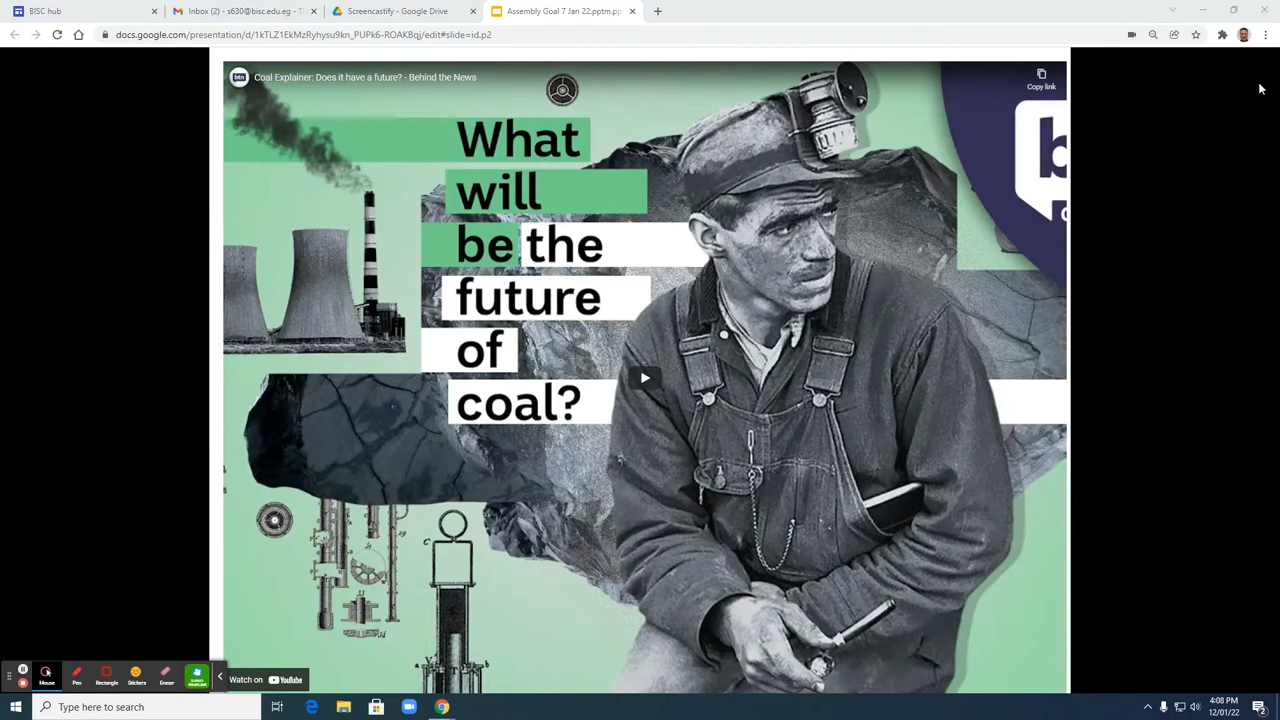 BISC hub
Inbox (2) - s630@bisc.edu.eg - Th
Screencastify - Google Drive
Assembly Goal 7 Jan 22.pptm.pp
docs.google.com/presentation/d/1kTLZ1EkMzRyhysu9kn_PUPk6-ROAKBqj/edit#slide=id.p2
btn
Coal Explainer: Does it have a future? - Behind the News
Copy link
What
will
be the
future
of
coal?
b
Mouse
Pen
Rectangle
Stickers
Eraser
Watch on YouTube
Type here to search
4:08 PM
12/01/22
2